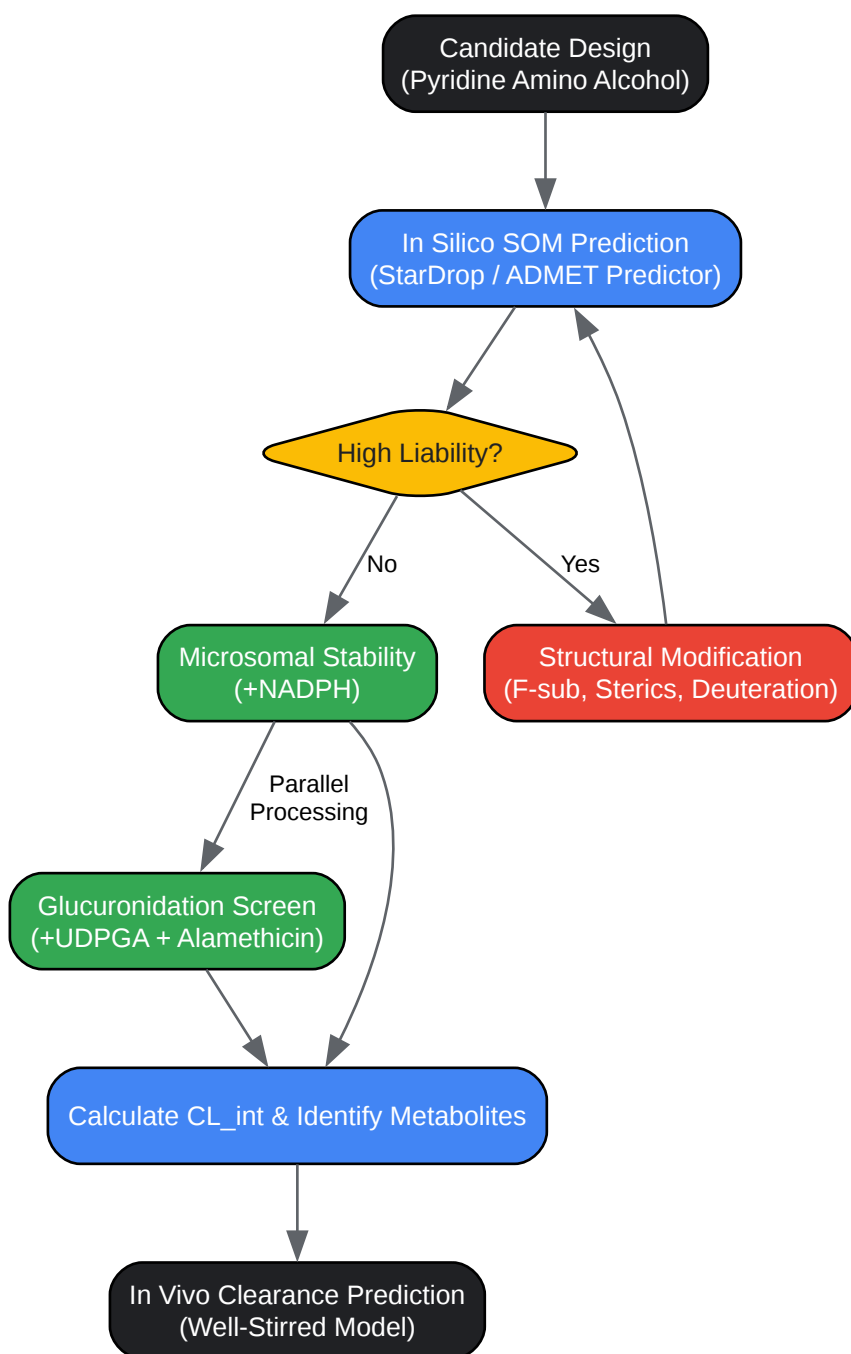 Candidate Design
(Pyridine Amino Alcohol)
In Silico SOM Prediction
(StarDrop / ADMET Predictor)
High Liability?
No
Yes
Microsomal Stability
(+NADPH)
Structural Modification
(F-sub, Sterics, Deuteration)
Parallel
Processing
Glucuronidation Screen
(+UDPGA + Alamethicin)
Calculate CL_int & Identify Metabolites
In Vivo Clearance Prediction
(Well-Stirred Model)